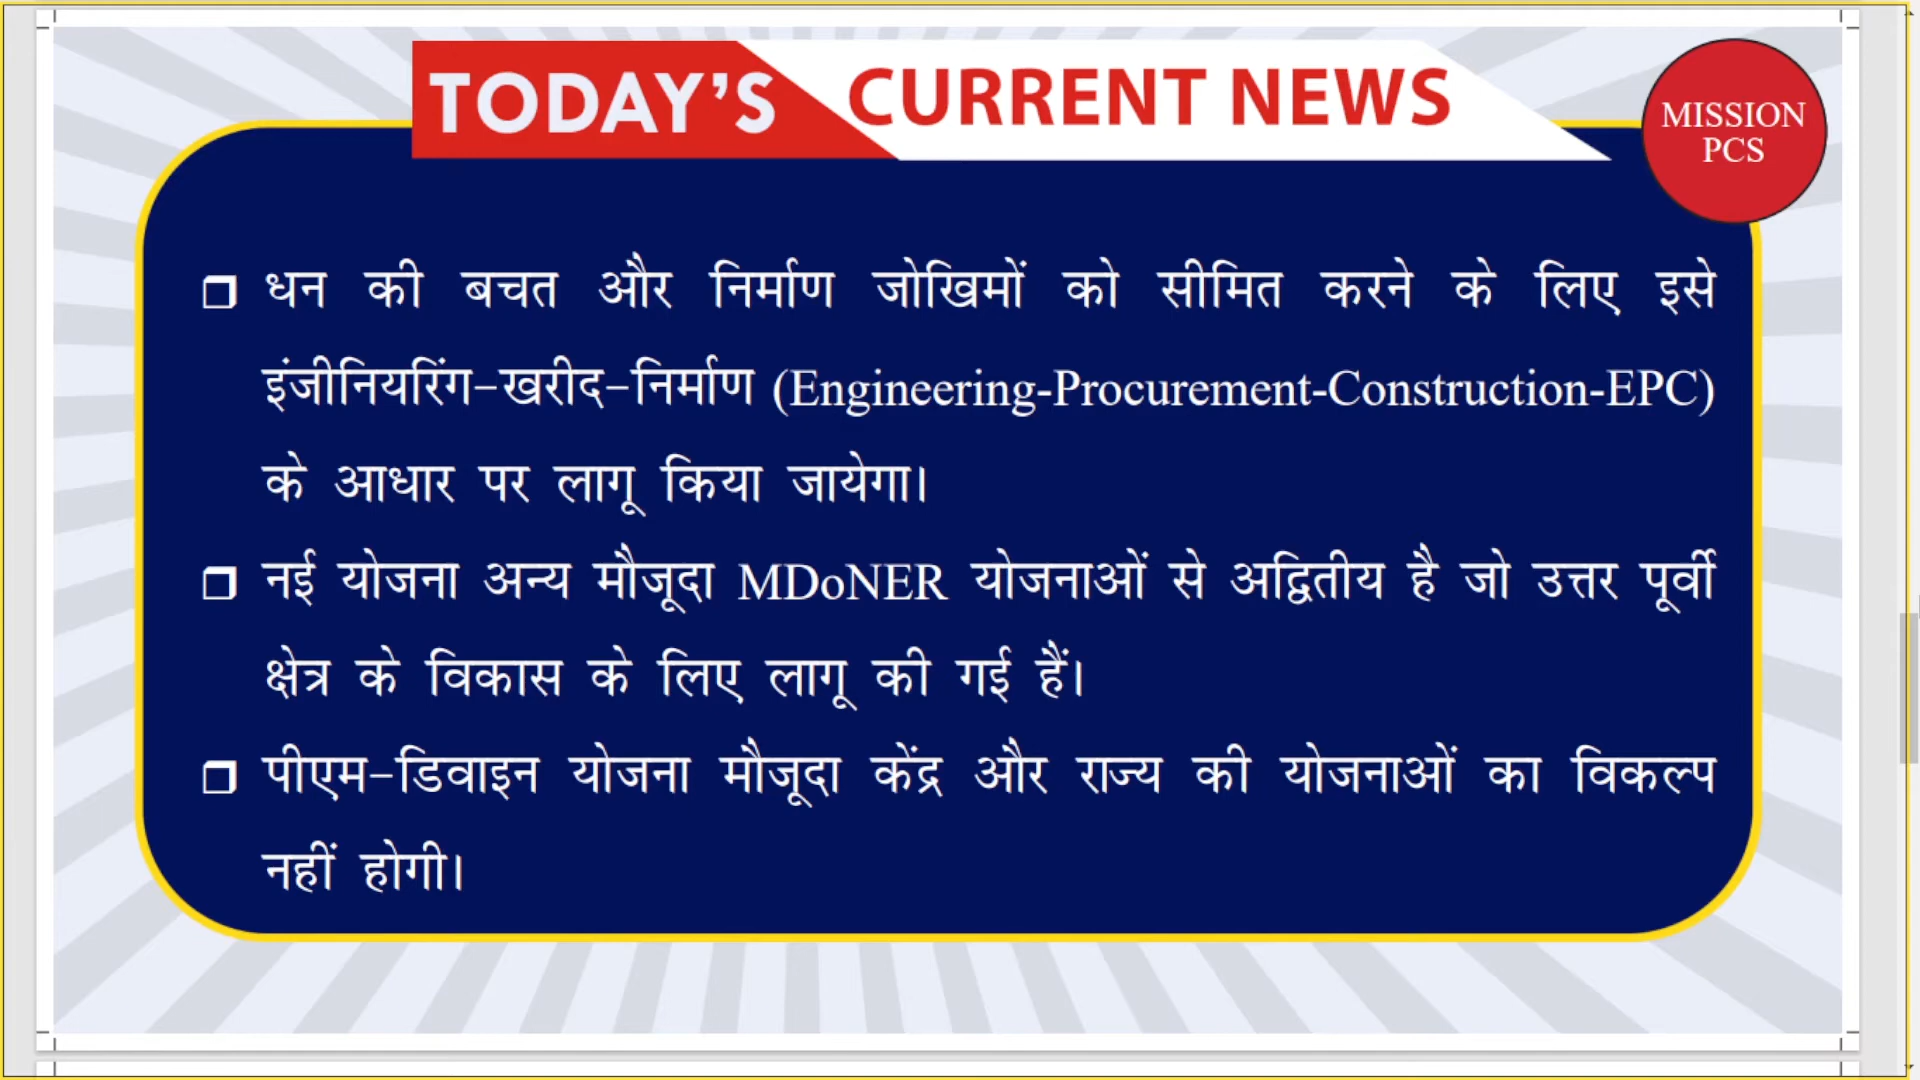 TODAY'S CURRENT NEWS
MISSION
PCS
❒ धन की बचत और निर्माण जोखिमों को सीमित करने के लिए इसे
इंजीनियरिंग-खरीद-निर्माण (Engineering-Procurement-Construction-EPC)
के आधार पर लागू किया जायेगा।
❒ नई योजना अन्य मौजूदा MDoNER योजनाओं से अद्वितीय है जो उत्तर पूर्वी
क्षेत्र के विकास के लिए लागू की गई हैं।
❒ पीएम-डिवाइन योजना मौजूदा केंद्र और राज्य की योजनाओं का विकल्प
नहीं होगी।